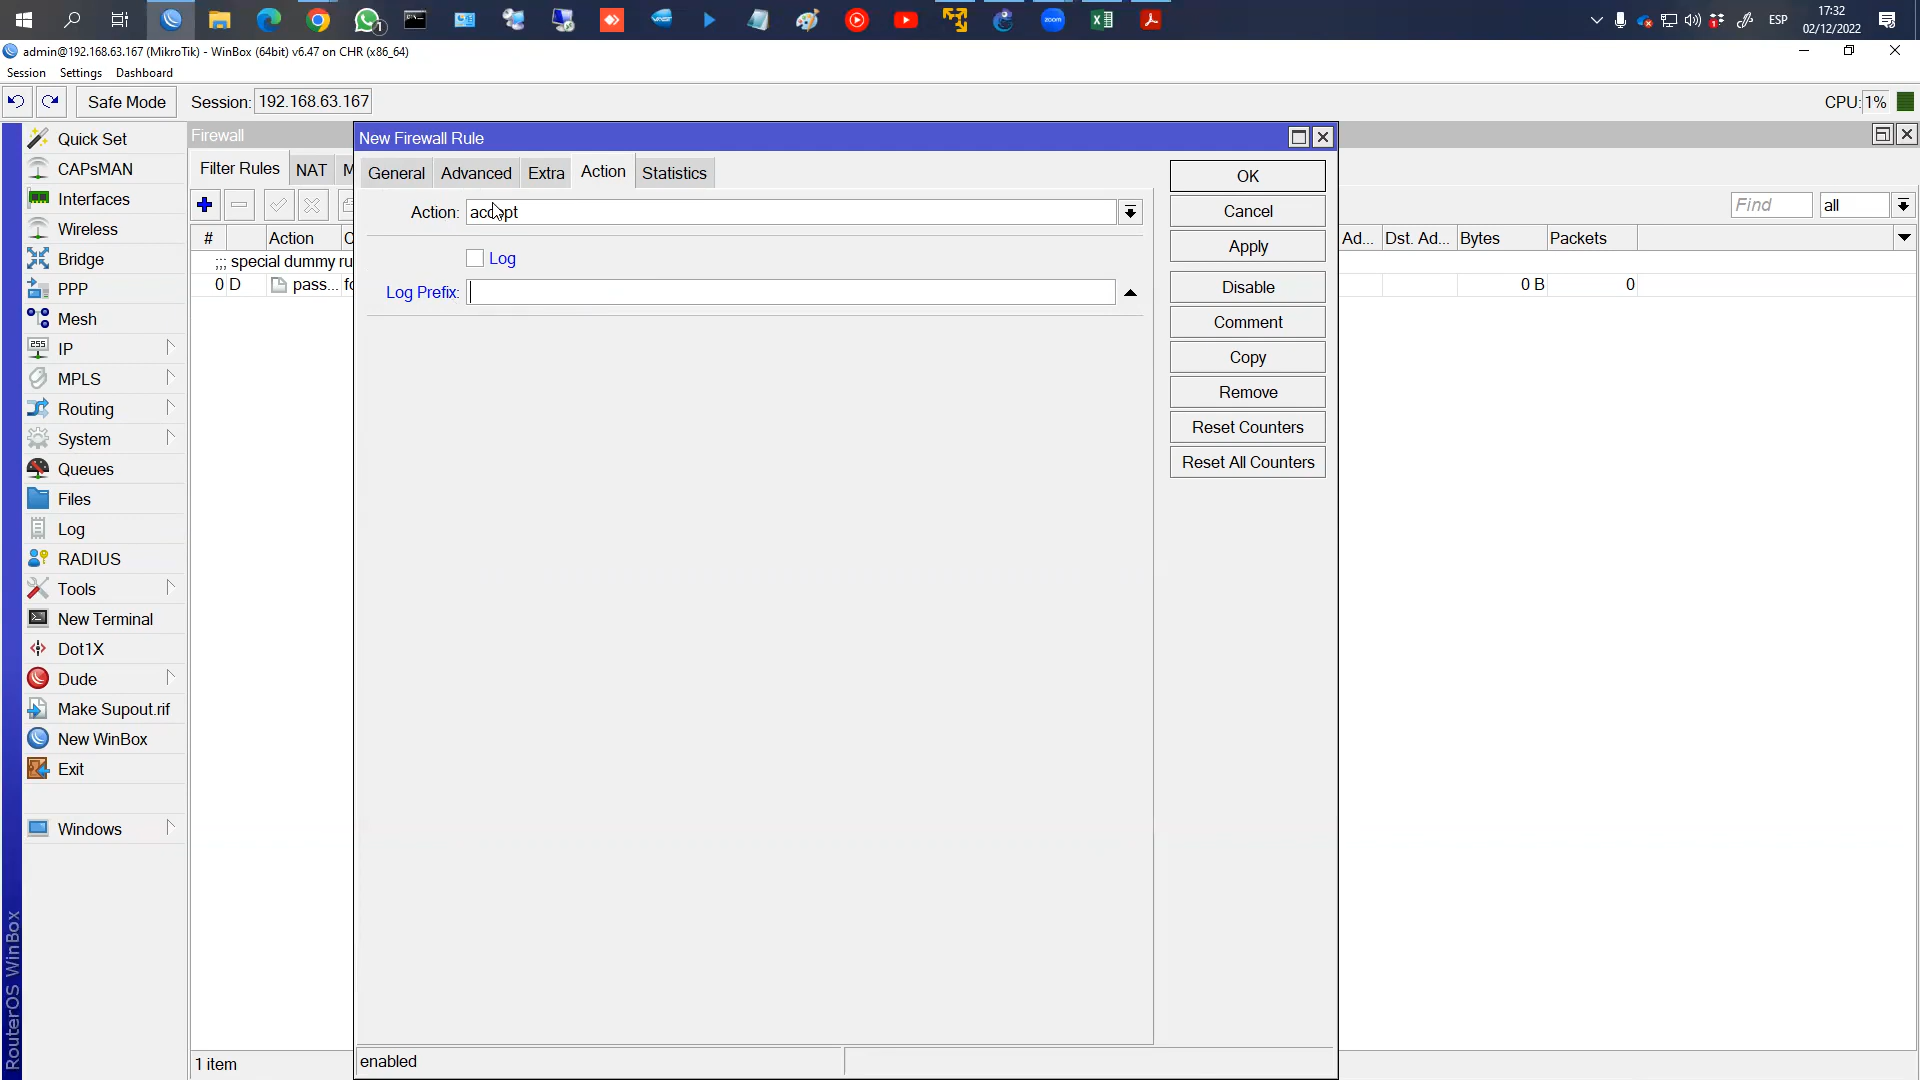 ESP
17:32
02/12/2022
admin@192.168.63.167 (MikroTik) - WinBox (64bit) v6.47 on CHR (x86_64)
Session Settings Dashboard
Safe Mode Session: 192.168.63.167 CPU: 1%
Quick Set
CAPsMAN
Interfaces
Wireless
Bridge
PPP
Mesh
IP
MPLS
Routing
System
Queues
Files
Log
RADIUS
Tools
New Terminal
Dot1X
Dude
Make Supout.rif
New WinBox
Exit
Windows
RouterOS WinBox
Firewall
Filter Rules NAT M
Find all
# Action C Ad... Dst. Ad... Bytes Packets
;;; special dummy ru
0 D pass... fo 0 B 0
1 item
New Firewall Rule
General Advanced Extra Action Statistics
Action: accept
Log
Log Prefix:
OK
Cancel
Apply
Disable
Comment
Copy
Remove
Reset Counters
Reset All Counters
enabled